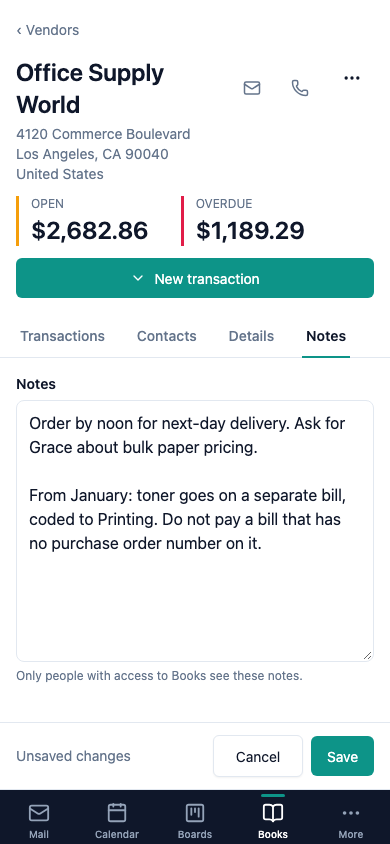 ‹ Vendors
Office Supply
World
4120 Commerce Boulevard
Los Angeles, CA 90040
United States
OPEN
$2,682.86
OVERDUE
$1,189.29
New transaction
Transactions
Contacts
Details
Notes
Notes
Order by noon for next-day delivery. Ask for
Grace about bulk paper pricing.
From January: toner goes on a separate bill,
coded to Printing. Do not pay a bill that has
no purchase order number on it.
Only people with access to Books see these notes.
Unsaved changes
Cancel
Save
Mail
Calendar
Boards
Books
More